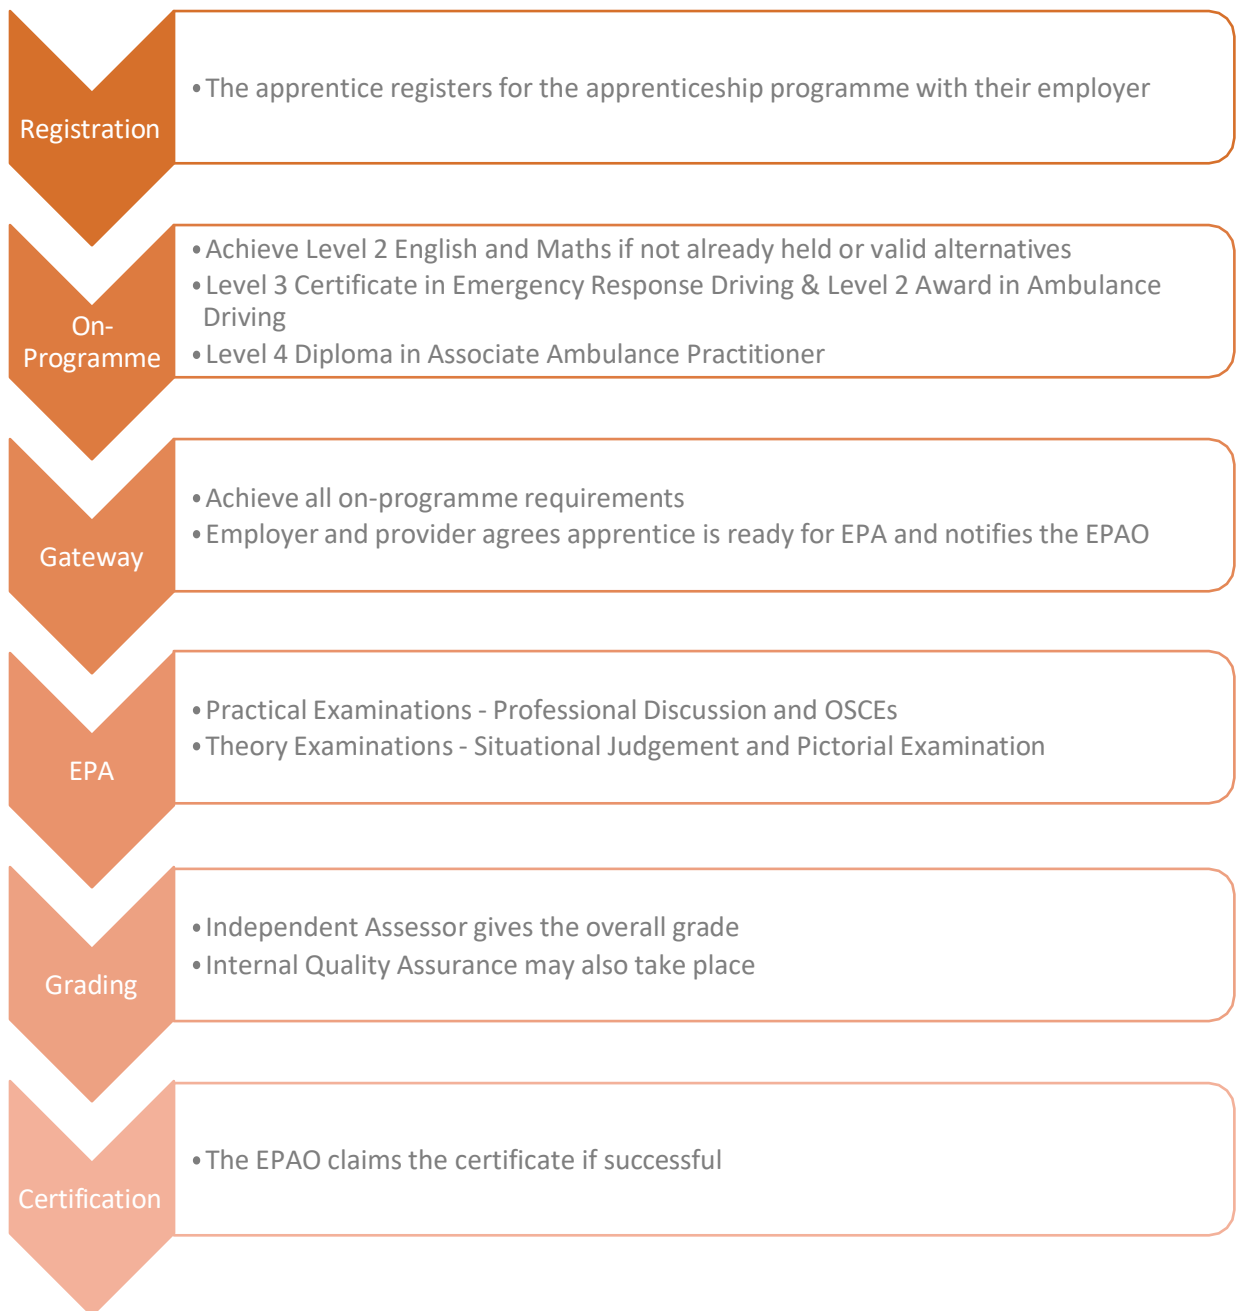 Registration
•The apprentice registers for the apprenticeship programme with their employer
On-
Programme
•Achieve Level 2 English and Maths if not already held or valid alternatives
•Level 3 Certificate in Emergency Response Driving & Level 2 Award in Ambulance
Driving
•Level 4 Diploma in Associate Ambulance Practitioner
Gateway
•Achieve all on-programme requirements
•Employer and provider agrees apprentice is ready for EPA and notifies the EPAO
EPA
•Practical Examinations - Professional Discussion and OSCEs
•Theory Examinations - Situational Judgement and Pictorial Examination
Grading
•Independent Assessor gives the overall grade
•Internal Quality Assurance may also take place
Certification
•The EPAO claims the certificate if successful